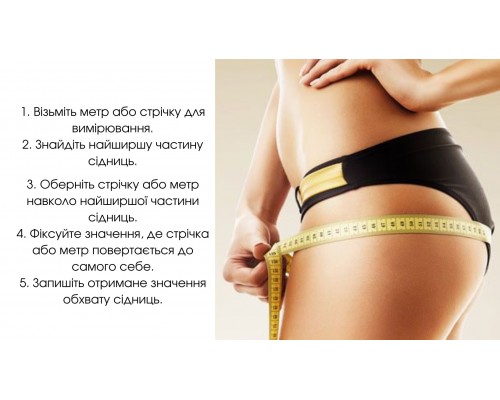 1. Візьміть метр або стрічку для
вимірювання.
2. Знайдіть найширшу частину
сідниць.
3. Оберніть стрічку або метр
навколо найширшої частини
сідниць.
4. Фіксуйте значення, де стрічка
або метр повертається до
самого себе.
5. Запишіть отримане значення
обхвату сідниць.